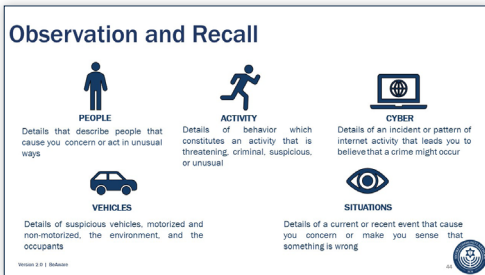 Observation and Recall
PEOPLE
Details that describe people that
cause you concern or act in unusual
ways
ACTIVITY
Details of behavior which
constitutes an activity that is
threatening, criminal, suspicious,
or unusual
CYBER
Details of an incident or pattern of
internet activity that leads you to
believe that a crime might occur
VEHICLES
Details of suspicious vehicles, motorized and
non-motorized, the environment, and the
occupants
SITUATIONS
Details of a current or recent event that cause
you concern or make you sense that
something is wrong
Version 2.0 | BeAware
44